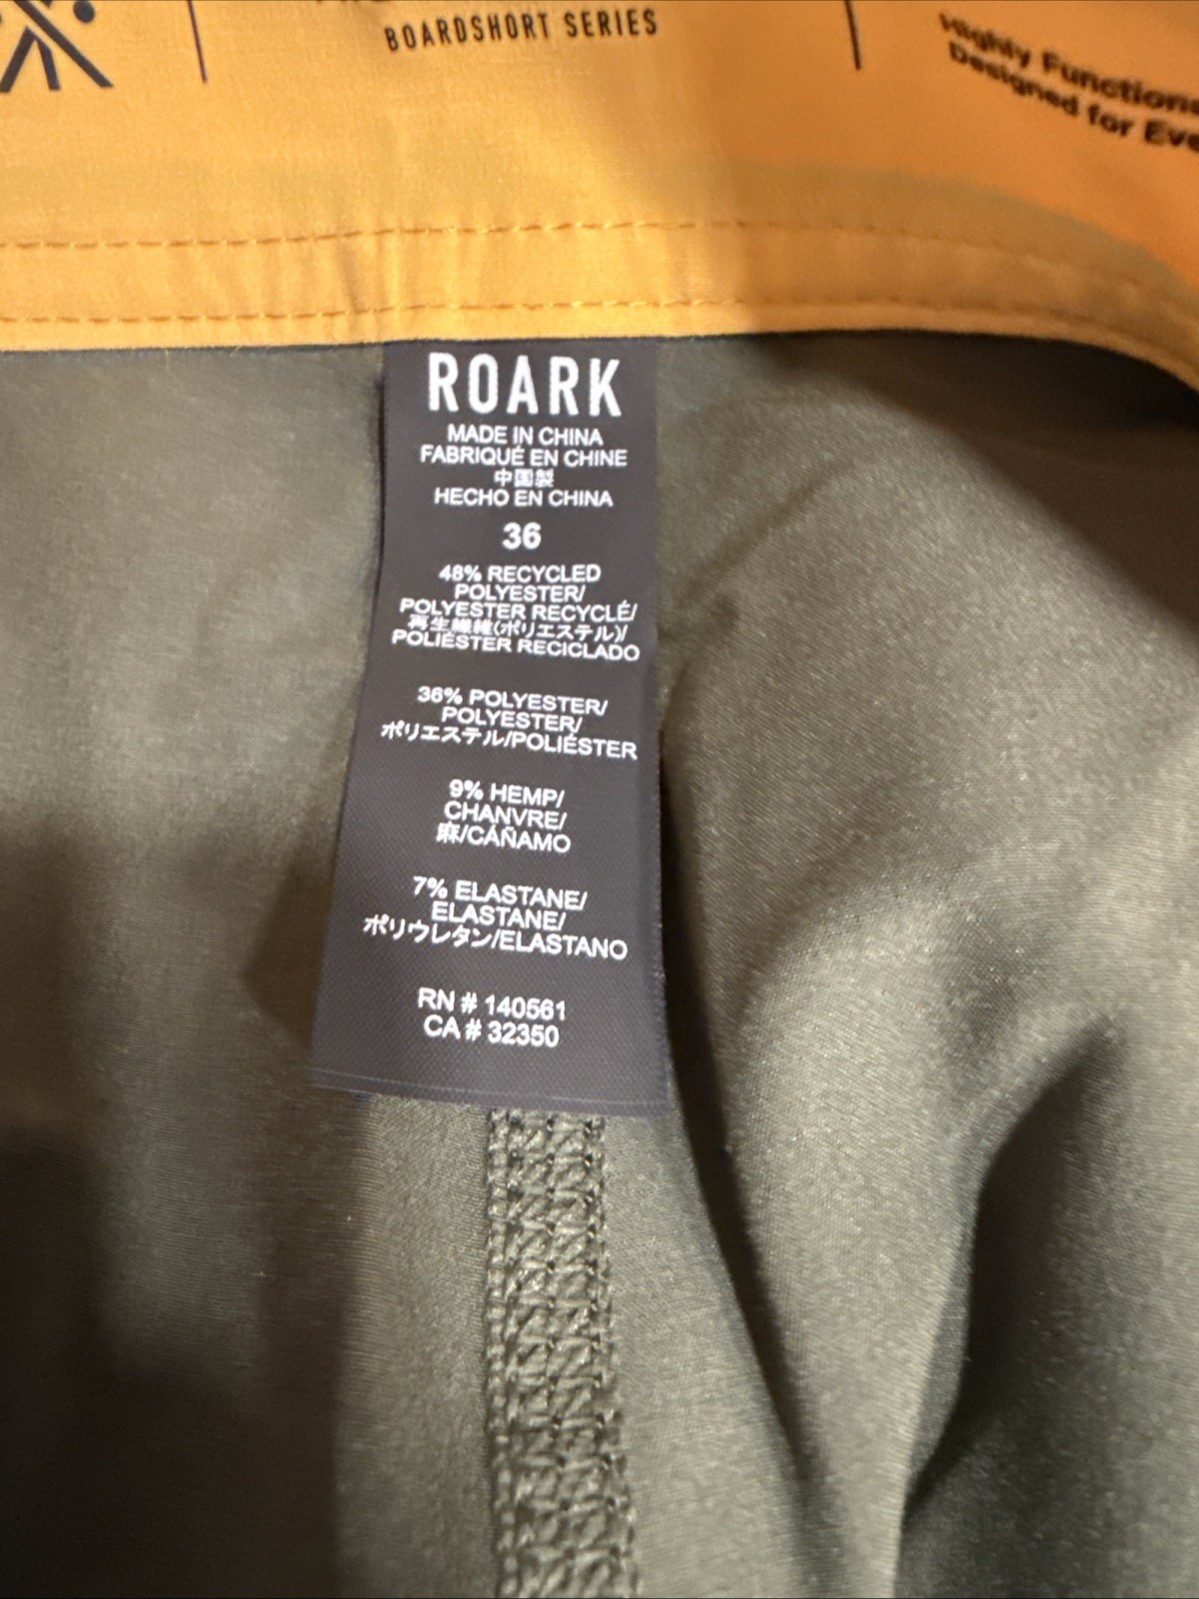 BOARDSHORT SERIES
Highly Functional
Designed for
ROARK
MADE IN CHINA
FABRIQUÉ EN CHINE
中国製
HECHO EN CHINA
36
48% RECYCLED
POLYESTER/
POLYESTER RECYCLÉ/
再生繊維(ポリエステル)/
POLIÉSTER RECICLADO
36% POLYESTER/
POLYESTER/
ポリエステル/POLIÉSTER
9% HEMP/
CHANVRE/
麻/CÁÑAMO
7% ELASTANE/
ELASTANE/
ポリウレタン/ELASTANO
RN # 140561
CA # 32350